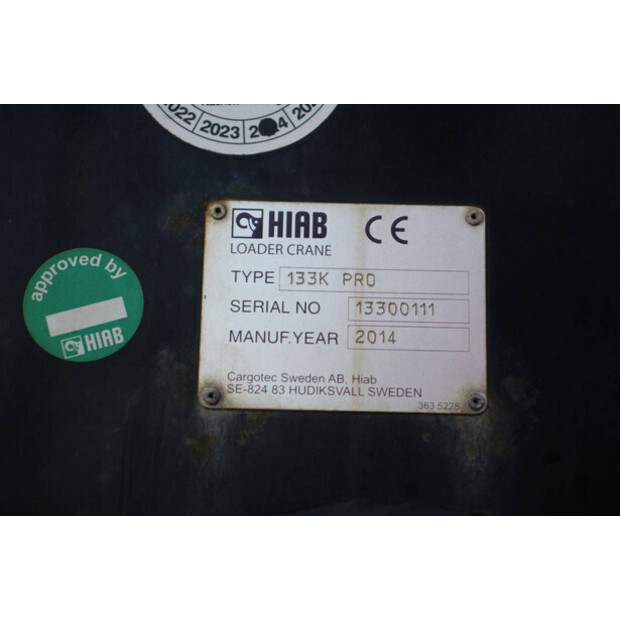 2022 2023 2024
HIAB CE
LOADER CRANE
TYPE 133K PRO
SERIAL NO 13300111
MANUF.YEAR 2014
Cargotec Sweden AB, Hiab
SE-824 83 HUDIKSVALL SWEDEN
363 5228
approved by
HIAB